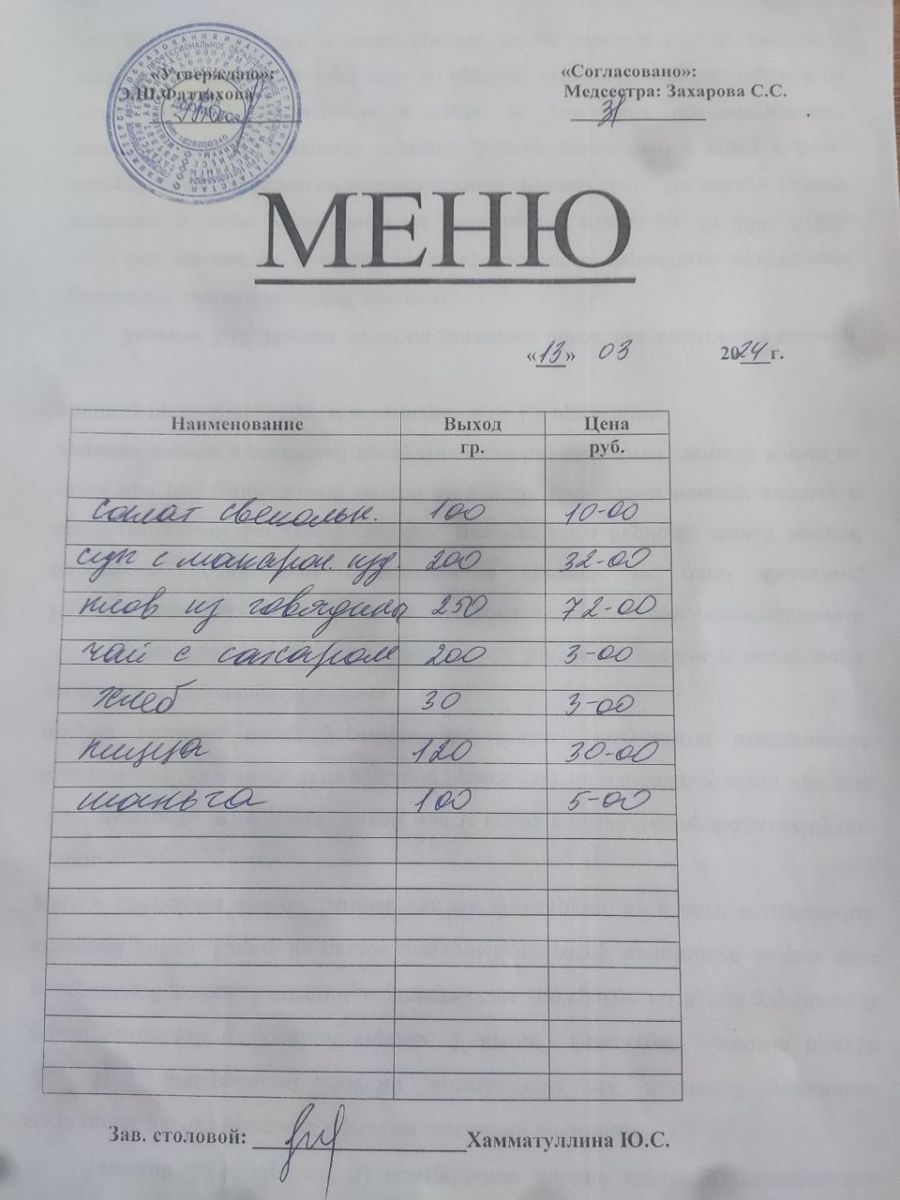 «Утверждаю»:
Э.Ш.Фаттахова
«Согласовано»:
Медсестра: Захарова С.С.
МЕНЮ
«13» 03 2024г.
Наименование Выход гр. Цена руб.
Салат свекольн. 100 10-00
суп с макарон. изд. 200 32-00
плов из говядины 250 72-00
чай с сахаром 200 3-00
хлеб 30 3-00
пицца 120 30-00
шаньга 100 5-00
Зав. столовой: Хамматуллина Ю.С.